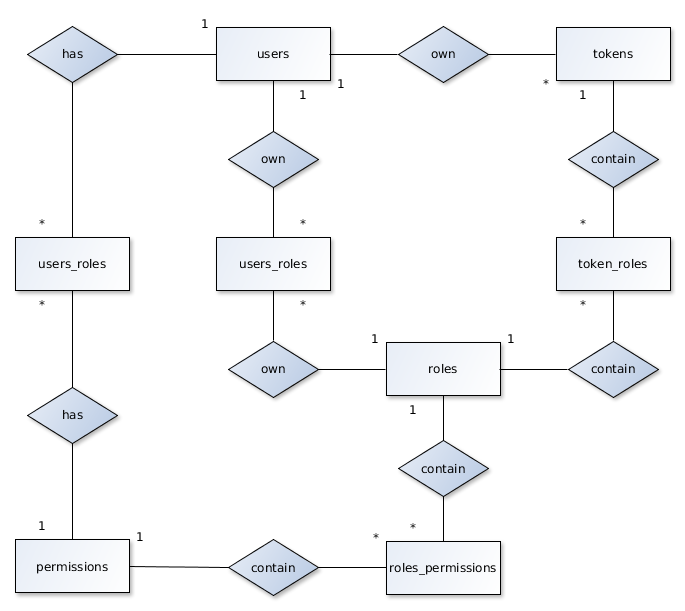 1
has
users
own
tokens
1
*
1
1
own
contain
*
*
*
users_roles
users_roles
token_roles
*
*
*
1
1
own
roles
contain
1
has
contain
1
*
1
*
permissions
contain
roles_permissions